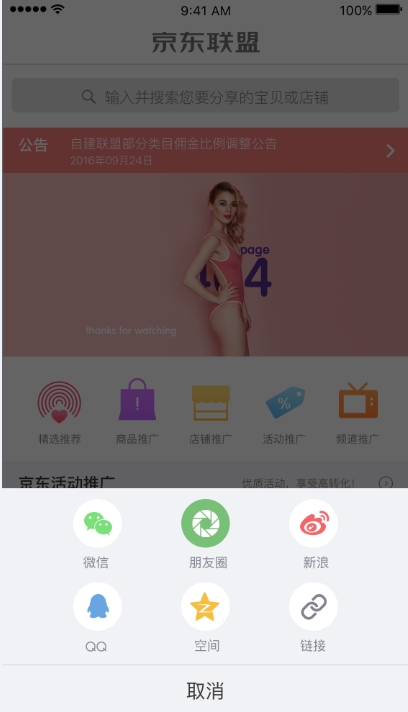 9:41 AM 100%
京东联盟
输入并搜索您要分享的宝贝或店铺
公告 自建联盟部分类目佣金比例调整公告
2016年09月24日
page
404
thanks for watching
精选推荐 商品推广 店铺推广 活动推广 频道推广
京东活动推广 优质活动，享受高转化！
微信 朋友圈 新浪
QQ 空间 链接
取消